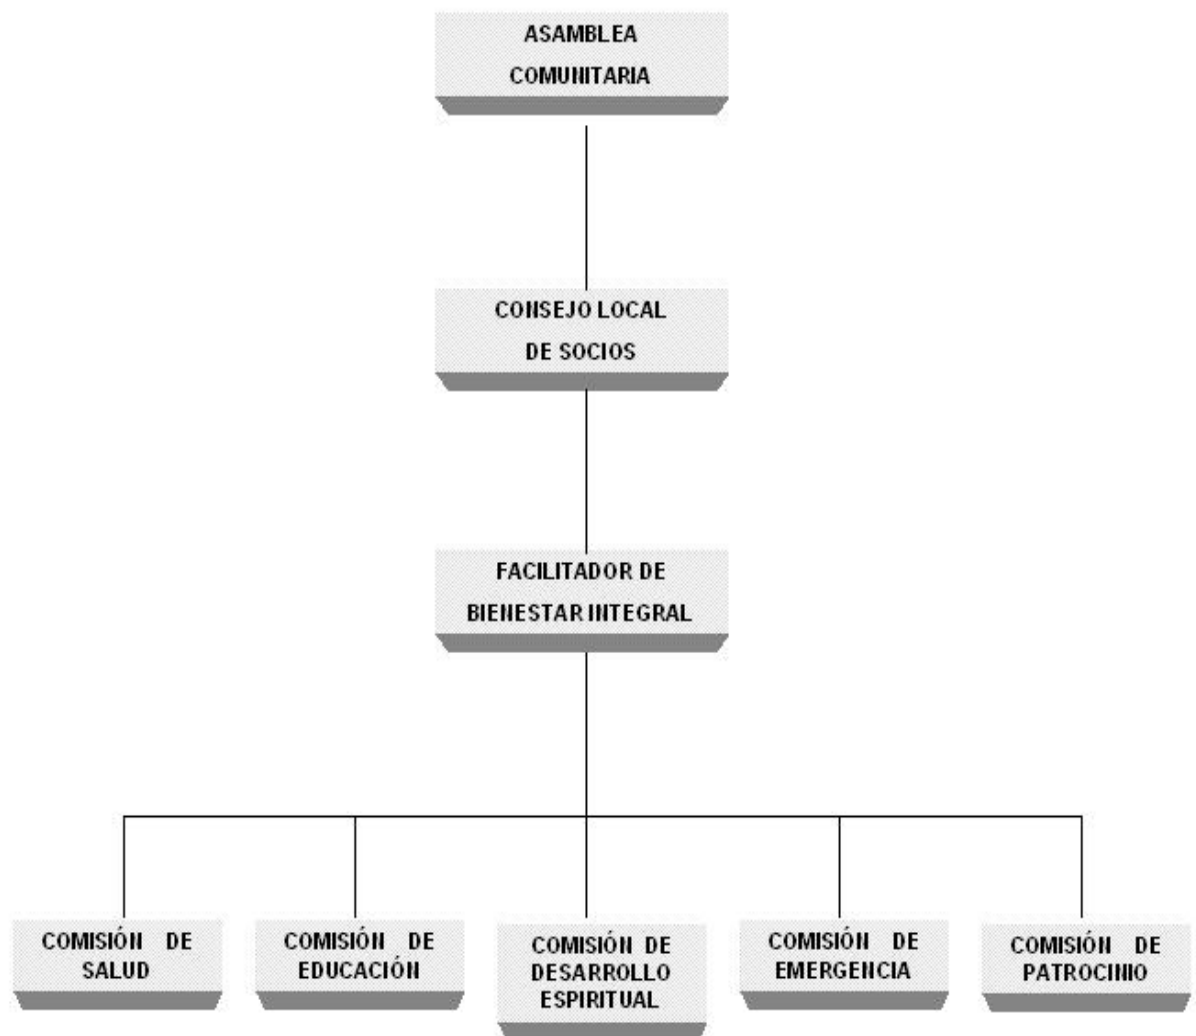 ASAMBLEA
COMUNITARIA
CONSEJO LOCAL
DE SOCIOS
FACILITADOR DE
BIENESTAR INTEGRAL
COMISIÓN DE
SALUD
COMISIÓN DE
EDUCACIÓN
COMISIÓN DE
DESARROLLO
ESPIRITUAL
COMISIÓN DE
EMERGENCIA
COMISIÓN DE
PATROCINIO